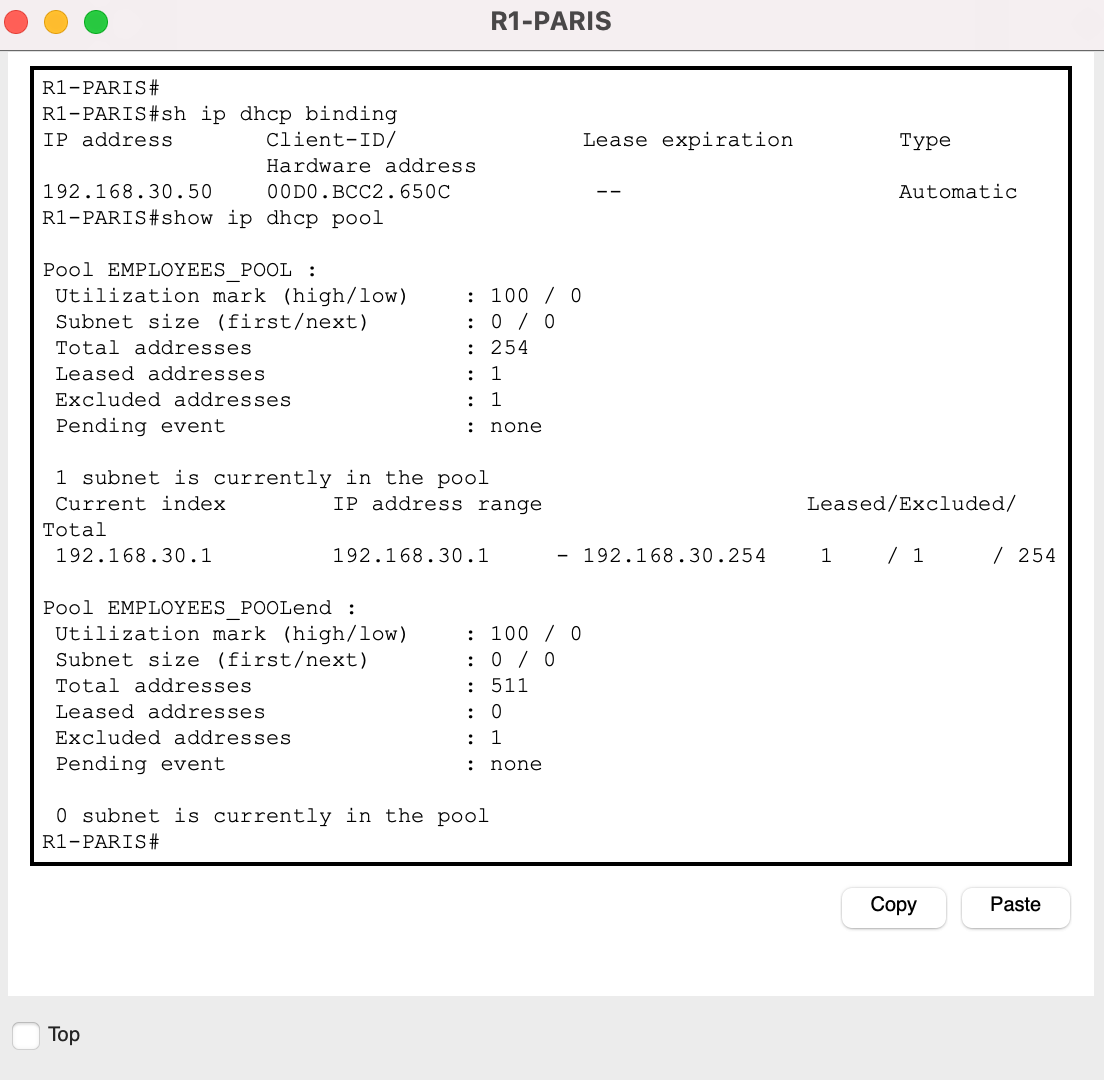 R1-PARIS
R1-PARIS#
R1-PARIS#sh ip dhcp binding
IP address       Client-ID/              Lease expiration        Type
                 Hardware address
192.168.30.50    00D0.BCC2.650C           --                     Automatic
R1-PARIS#show ip dhcp pool

Pool EMPLOYEES_POOL :
 Utilization mark (high/low)    : 100 / 0
 Subnet size (first/next)       : 0 / 0
 Total addresses                : 254
 Leased addresses               : 1
 Excluded addresses             : 1
 Pending event                  : none

 1 subnet is currently in the pool
 Current index        IP address range                    Leased/Excluded/
Total
 192.168.30.1         192.168.30.1     - 192.168.30.254    1    / 1     / 254

Pool EMPLOYEES_POOLend :
 Utilization mark (high/low)    : 100 / 0
 Subnet size (first/next)       : 0 / 0
 Total addresses                : 511
 Leased addresses               : 0
 Excluded addresses             : 1
 Pending event                  : none

 0 subnet is currently in the pool
R1-PARIS#
Copy Paste
Top